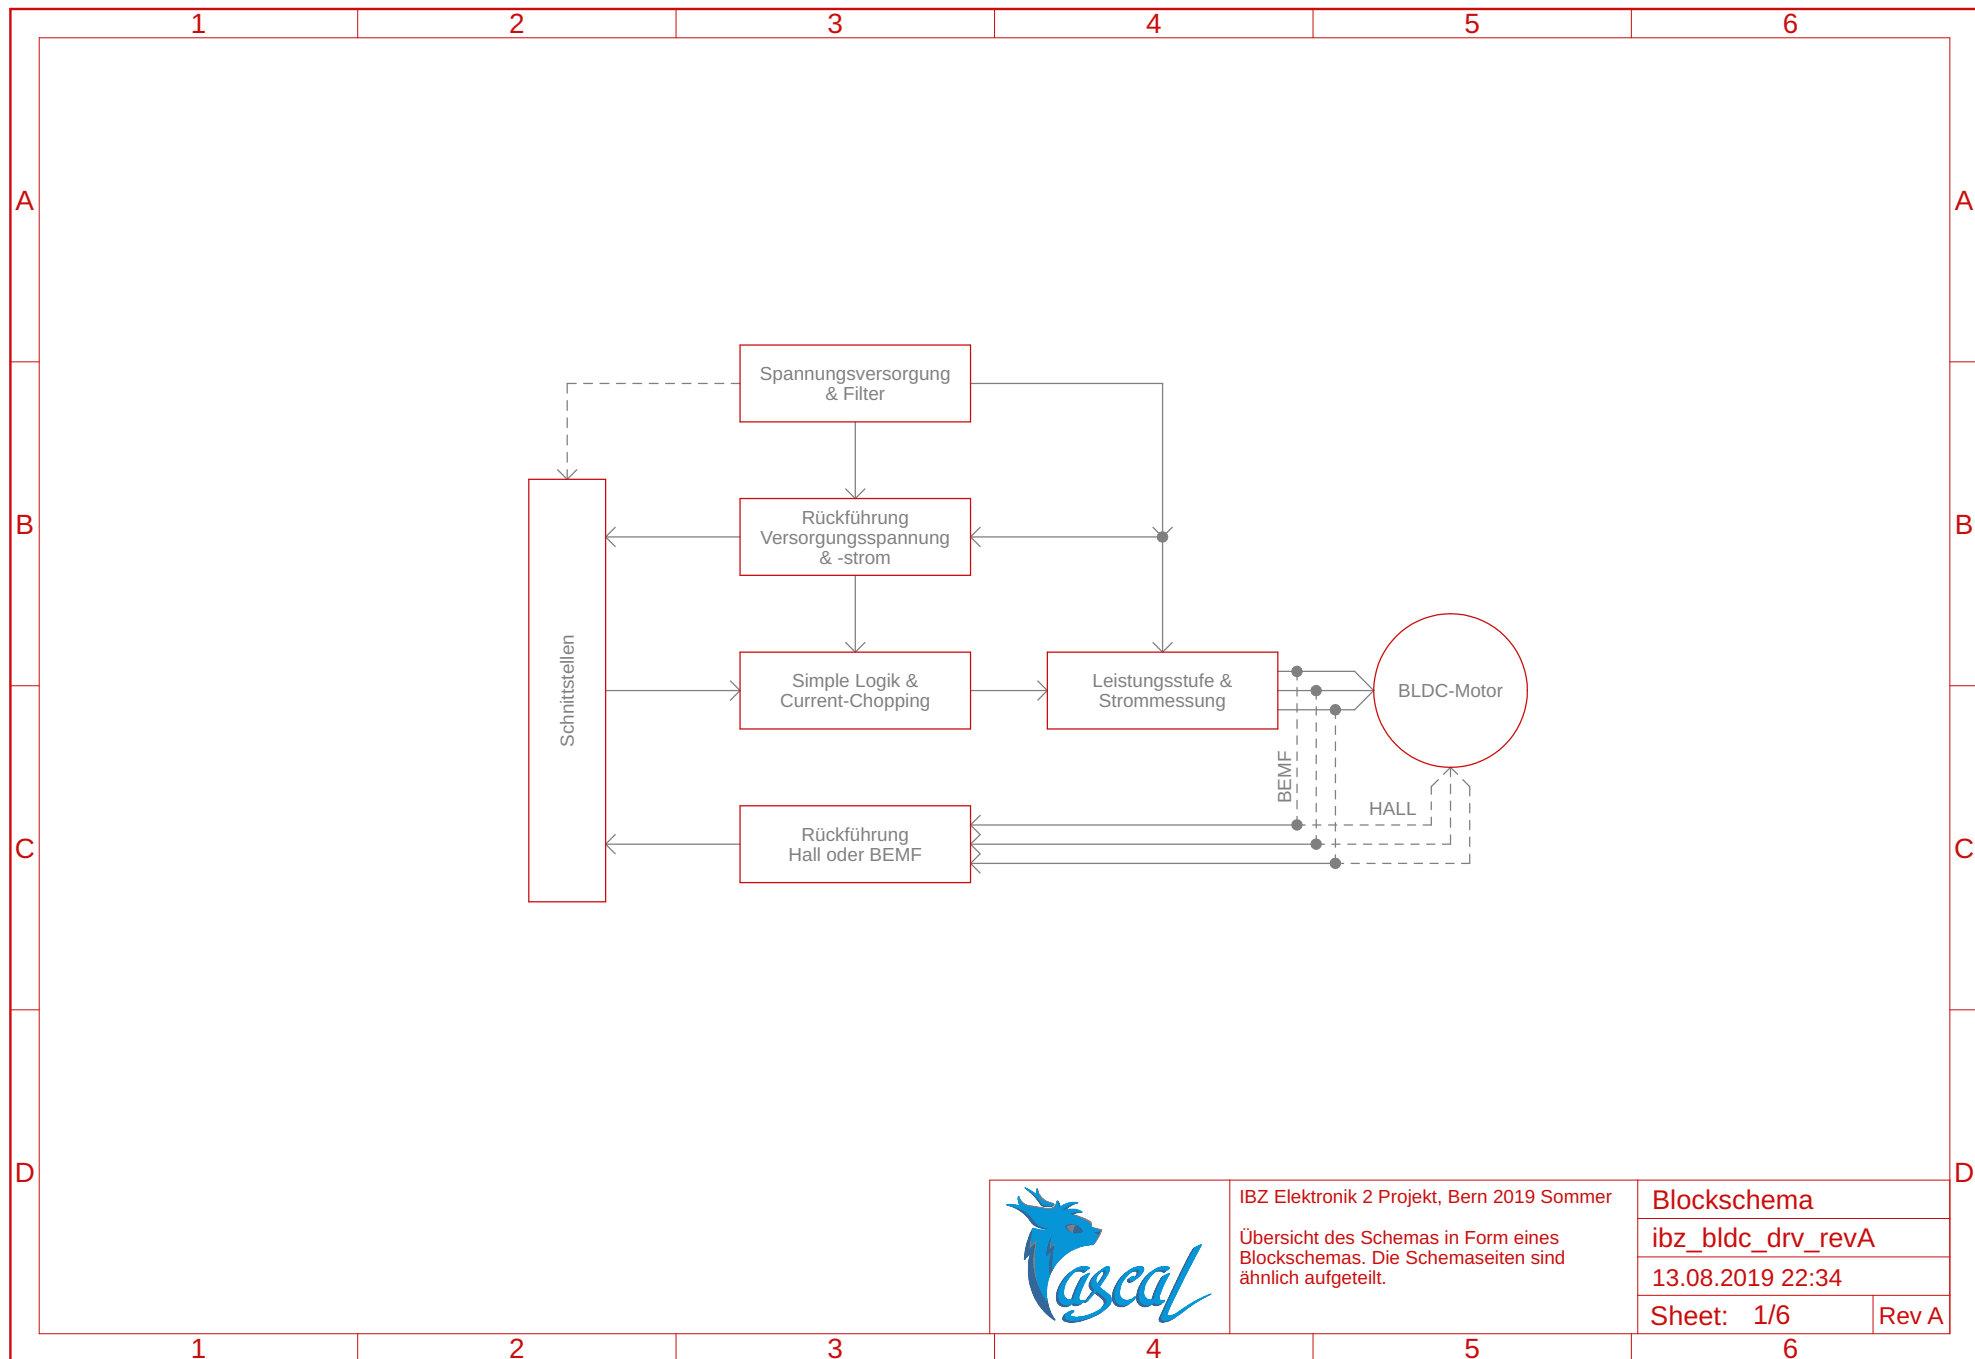 1 2 3 4 5 6
A A
Spannungsversorgung
& Filter
B B
Rückführung
Versorgungsspannung
& -strom
Schnittstellen
Simple Logik &
Current-Chopping
Leistungsstufe &
Strommessung
BLDC-Motor
BEMF
HALL
Rückführung
Hall oder BEMF
C C
D D
ascal
IBZ Elektronik 2 Projekt, Bern 2019 Sommer
Übersicht des Schemas in Form eines
Blockschemas. Die Schemaseiten sind
ähnlich aufgeteilt.
Blockschema
ibz_bldc_drv_revA
13.08.2019 22:34
Sheet: 1/6 Rev A
1 2 3 4 5 6